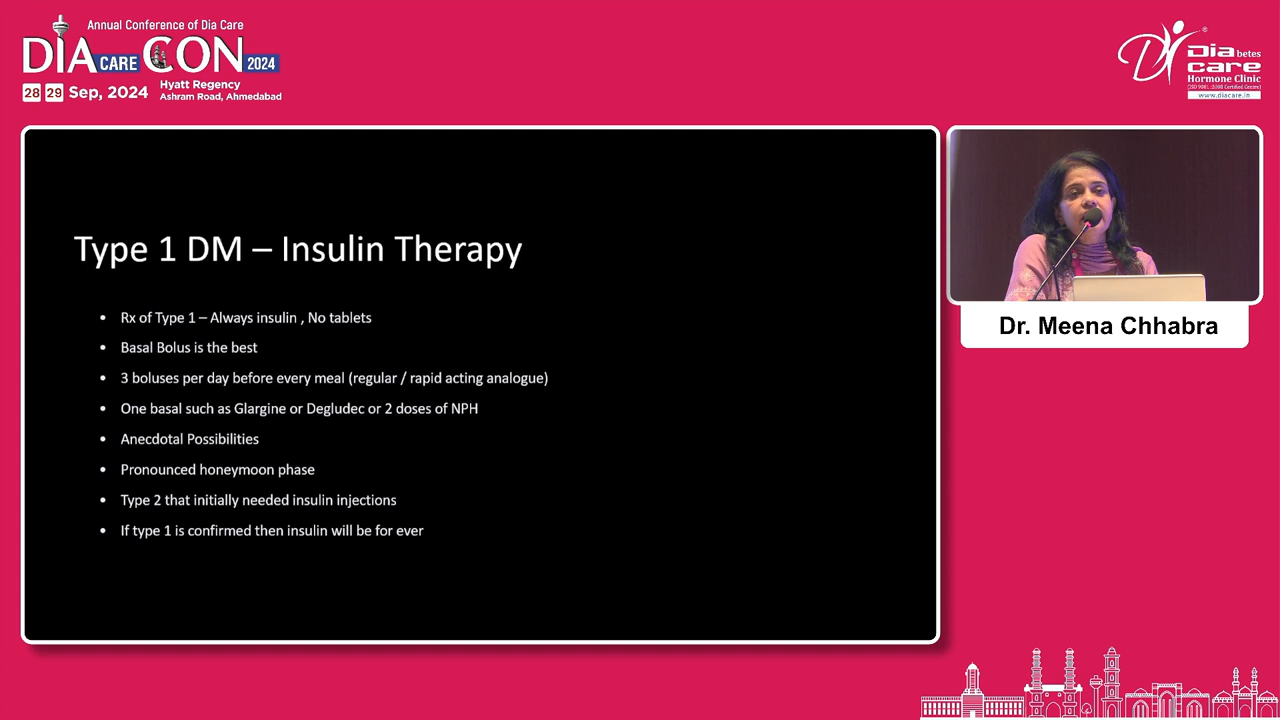 Annual Conference of Dia Care
DIA CARE CON 2024
28 29 Sep, 2024
Hyatt Regency
Ashram Road, Ahmedabad
Diabetes
care
Hormone Clinic
(ISO 9001 :2008 Certified Centre)
www.diacare.in
Type 1 DM – Insulin Therapy
• Rx of Type 1 – Always insulin , No tablets
• Basal Bolus is the best
• 3 boluses per day before every meal (regular / rapid acting analogue)
• One basal such as Glargine or Degludec or 2 doses of NPH
• Anecdotal Possibilities
• Pronounced honeymoon phase
• Type 2 that initially needed insulin injections
• If type 1 is confirmed then insulin will be for ever
Dr. Meena Chhabra